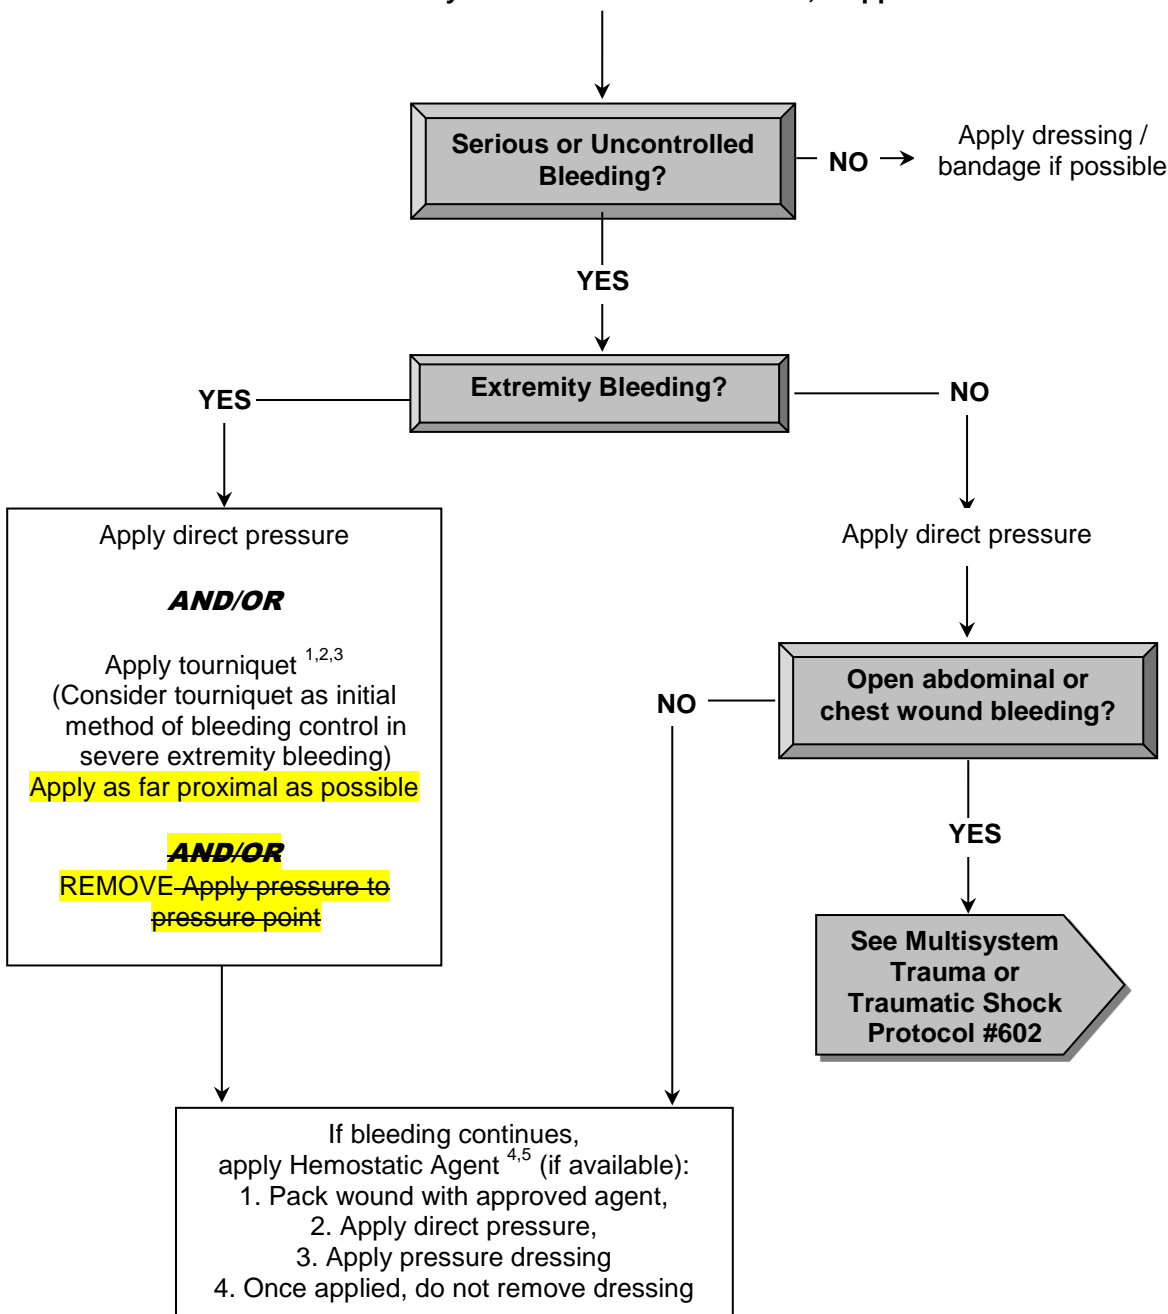 Serious or Uncontrolled
Bleeding?
NO
Apply dressing /
bandage if possible
YES
Extremity Bleeding?
YES
NO
Apply direct pressure
AND/OR
Apply tourniquet 1,2,3
(Consider tourniquet as initial
method of bleeding control in
severe extremity bleeding)
Apply as far proximal as possible
AND/OR
REMOVE Apply pressure to
pressure point
Apply direct pressure
Open abdominal or
chest wound bleeding?
NO
YES
See Multisystem
Trauma or
Traumatic Shock
Protocol #602
If bleeding continues,
apply Hemostatic Agent 4,5 (if available):
1. Pack wound with approved agent,
2. Apply direct pressure,
3. Apply pressure dressing
4. Once applied, do not remove dressing